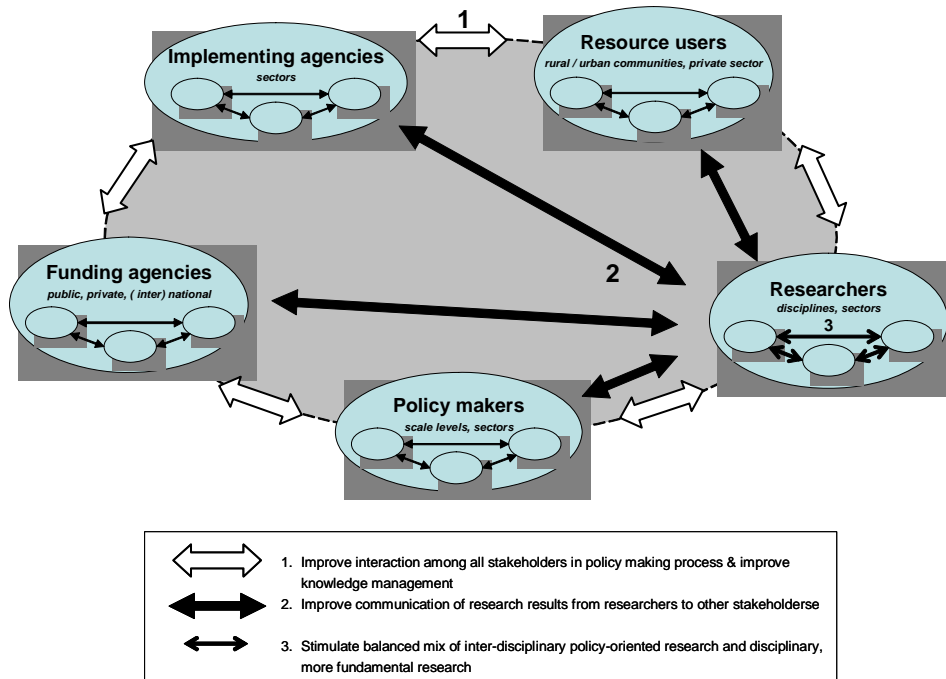 1
Implementing agencies
sectors
Resource users
rural / urban communities, private sector
2
Funding agencies
public, private, ( inter) national
Researchers
disciplines, sectors
3
Policy makers
scale levels, sectors
1. Improve interaction among all stakeholders in policy making process & improve
knowledge management
2. Improve communication of research results from researchers to other stakeholderse
3. Stimulate balanced mix of inter-disciplinary policy-oriented research and disciplinary,
more fundamental research